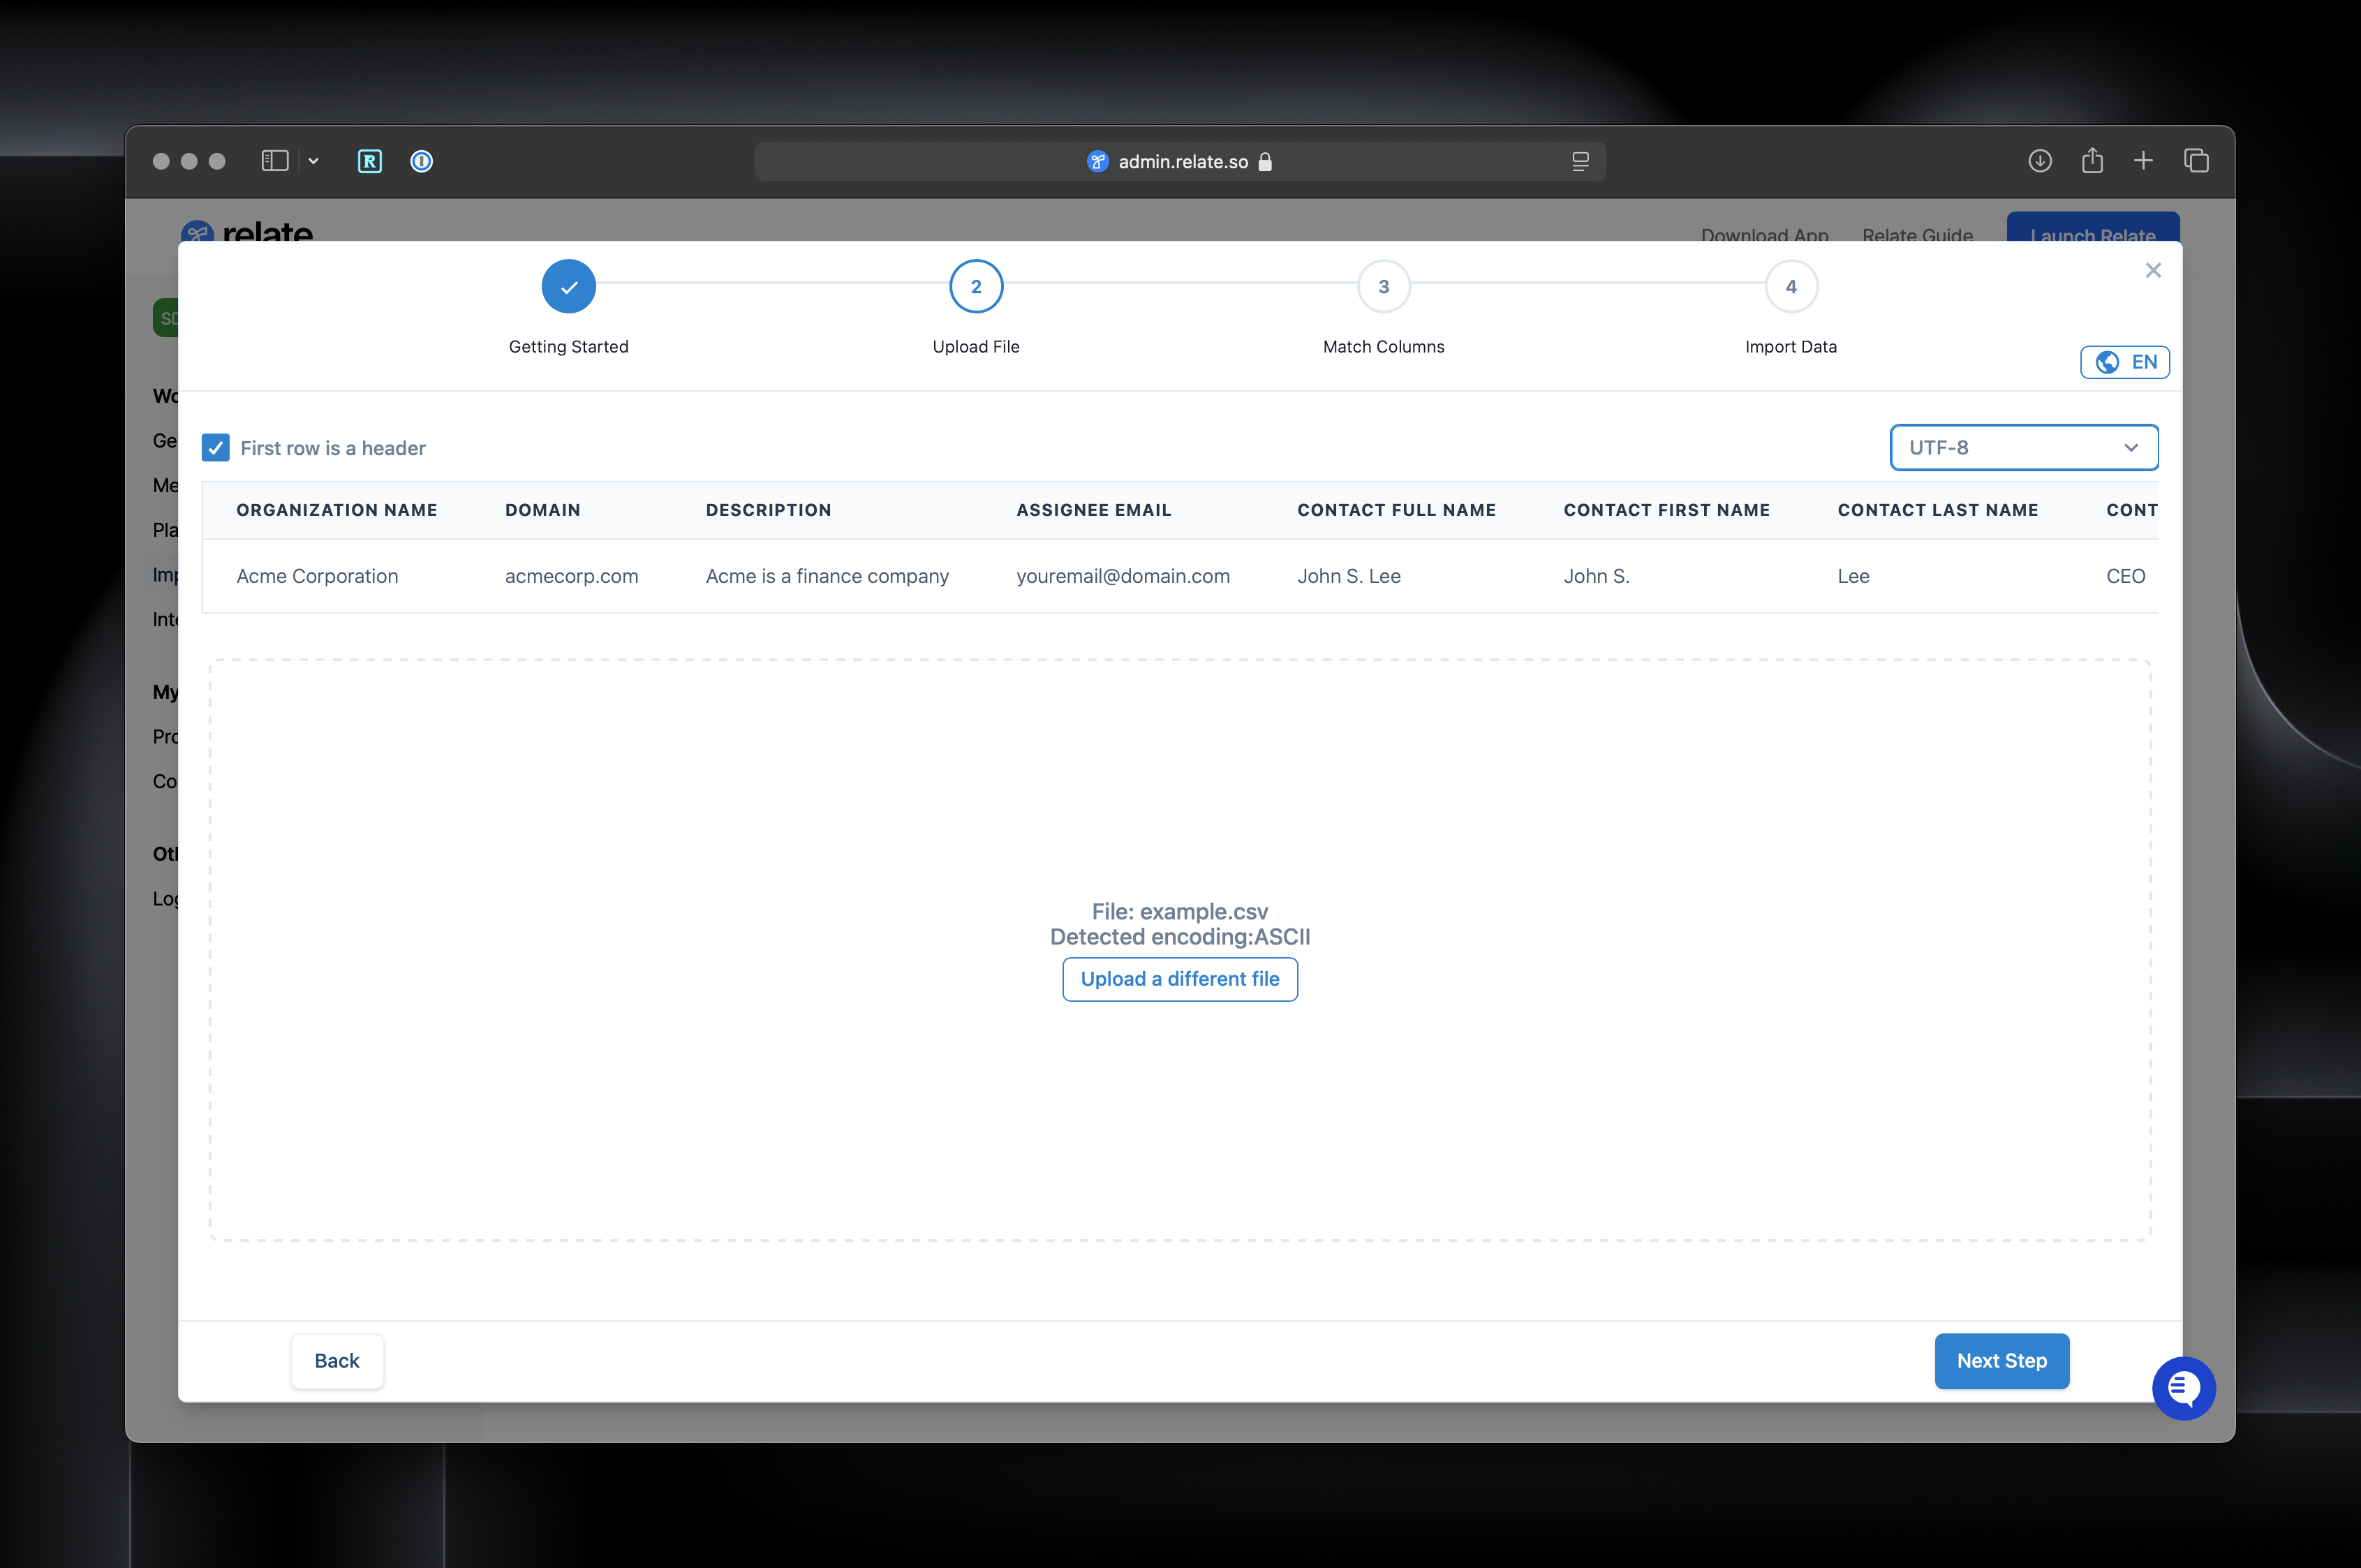 admin.relate.so
relate
Download App
Relate Guide
Launch Relate
2
3
4
Getting Started
Upload File
Match Columns
Import Data
EN
SD
Wo
Ge
Me
Pla
Imp
Inte
My
Pro
Co
Oth
Log
First row is a header
UTF-8
ORGANIZATION NAME DOMAIN DESCRIPTION ASSIGNEE EMAIL CONTACT FULL NAME CONTACT FIRST NAME CONTACT LAST NAME CONT
Acme Corporation acmecorp.com Acme is a finance company youremail@domain.com John S. Lee John S. Lee CEO
File: example.csv
Detected encoding:ASCII
Upload a different file
Back
Next Step